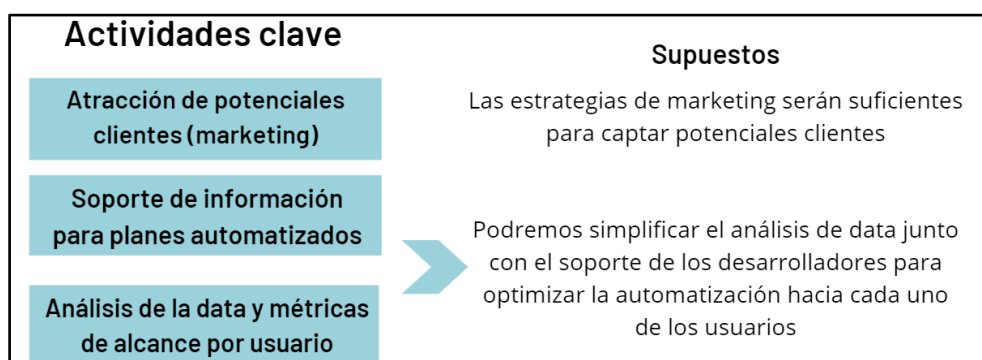 Actividades clave
Atracción de potenciales
clientes (marketing)
Soporte de información
para planes automatizados
Análisis de la data y métricas
de alcance por usuario
Supuestos
Las estrategias de marketing serán suficientes
para captar potenciales clientes
Podremos simplificar el análisis de data junto
con el soporte de los desarrolladores para
optimizar la automatización hacia cada uno
de los usuarios